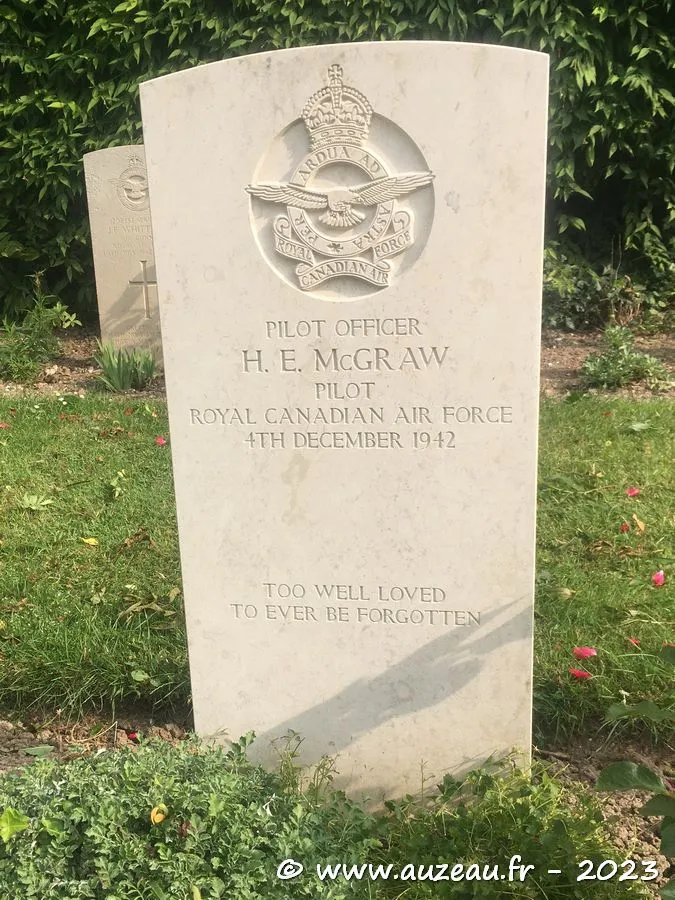 PER ARDUA AD ASTRA
ROYAL CANADIAN AIR FORCE
PILOT OFFICER
H. E. McGRAW
PILOT
ROYAL CANADIAN AIR FORCE
4TH DECEMBER 1942
TOO WELL LOVED
TO EVER BE FORGOTTEN
© www.auzeau.fr - 2023